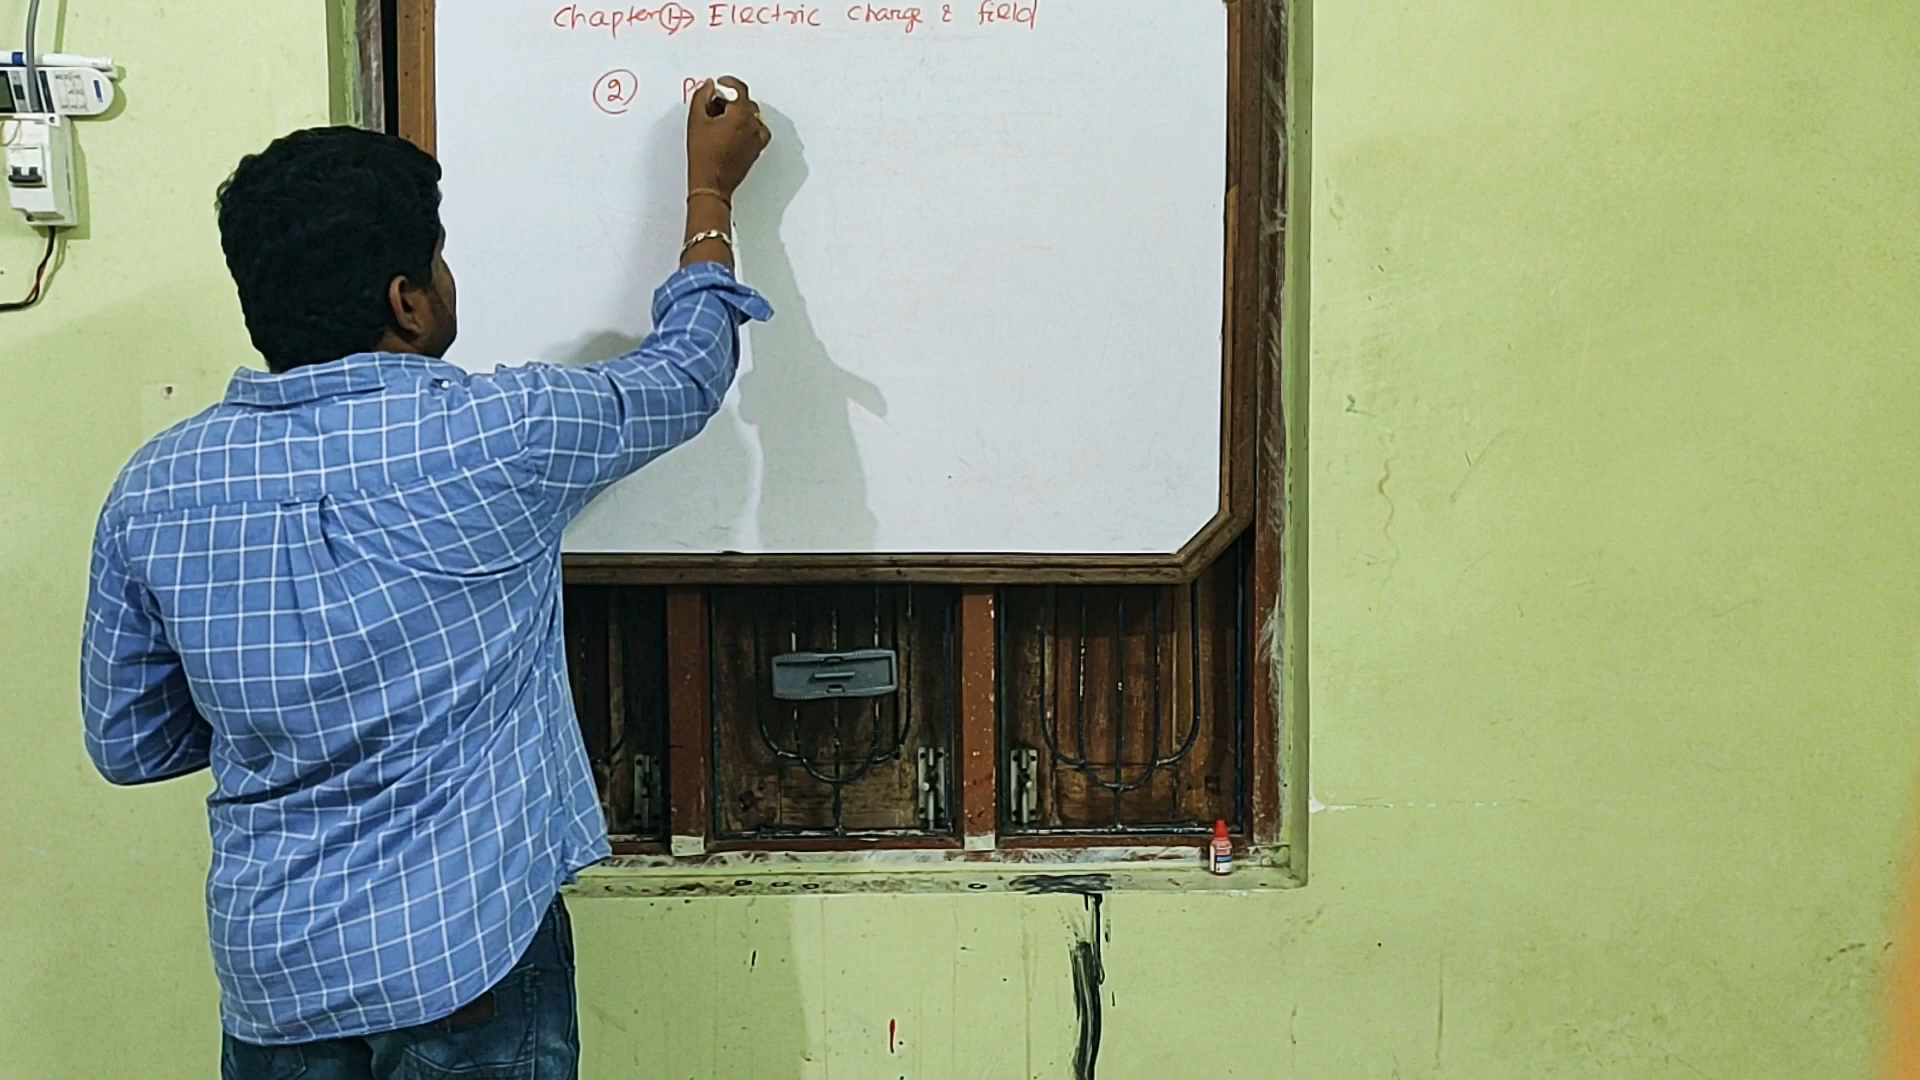 Chapter ① → Electric charge & field
②